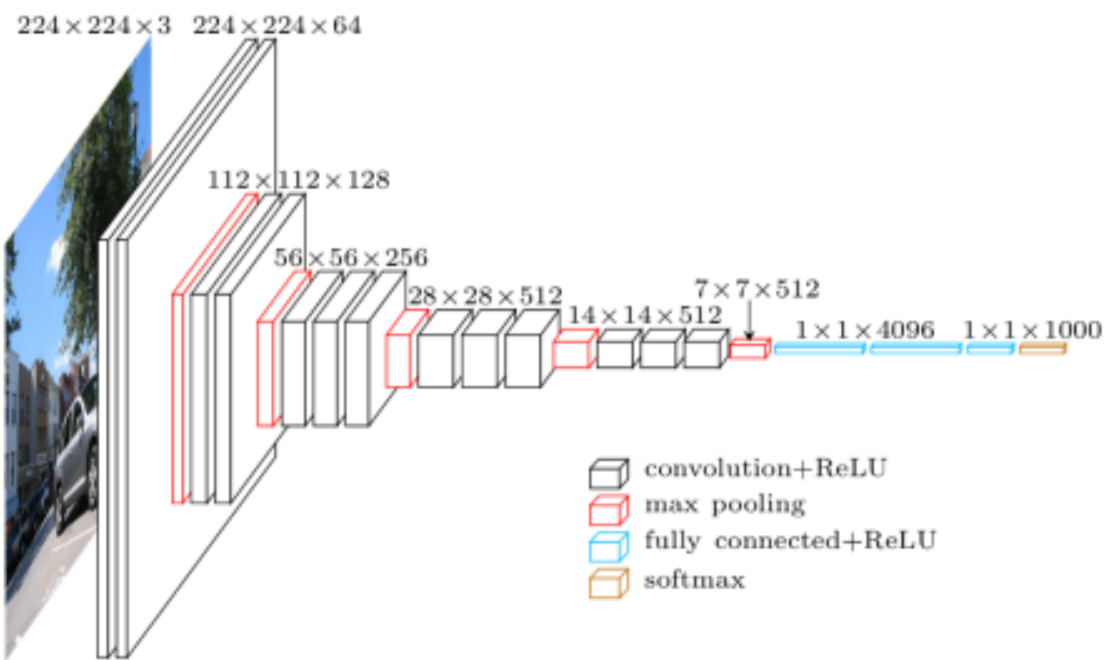 224×224×3
224×224×64
112×112×128
56×56×256
28×28×512
14×14×512
7×7×512
1×1×4096
1×1×1000
convolution+ReLU
max pooling
fully connected+ReLU
softmax